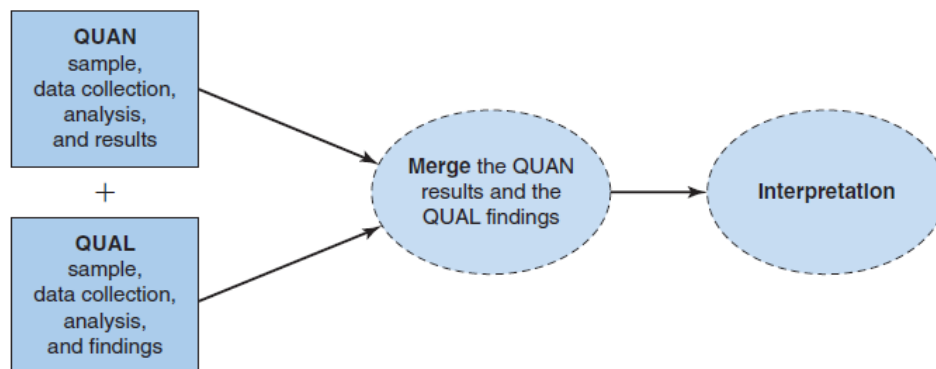 QUAN
sample,
data collection,
analysis,
and results
+
QUAL
sample,
data collection,
analysis,
and findings
Merge the QUAN
results and the
QUAL findings
Interpretation